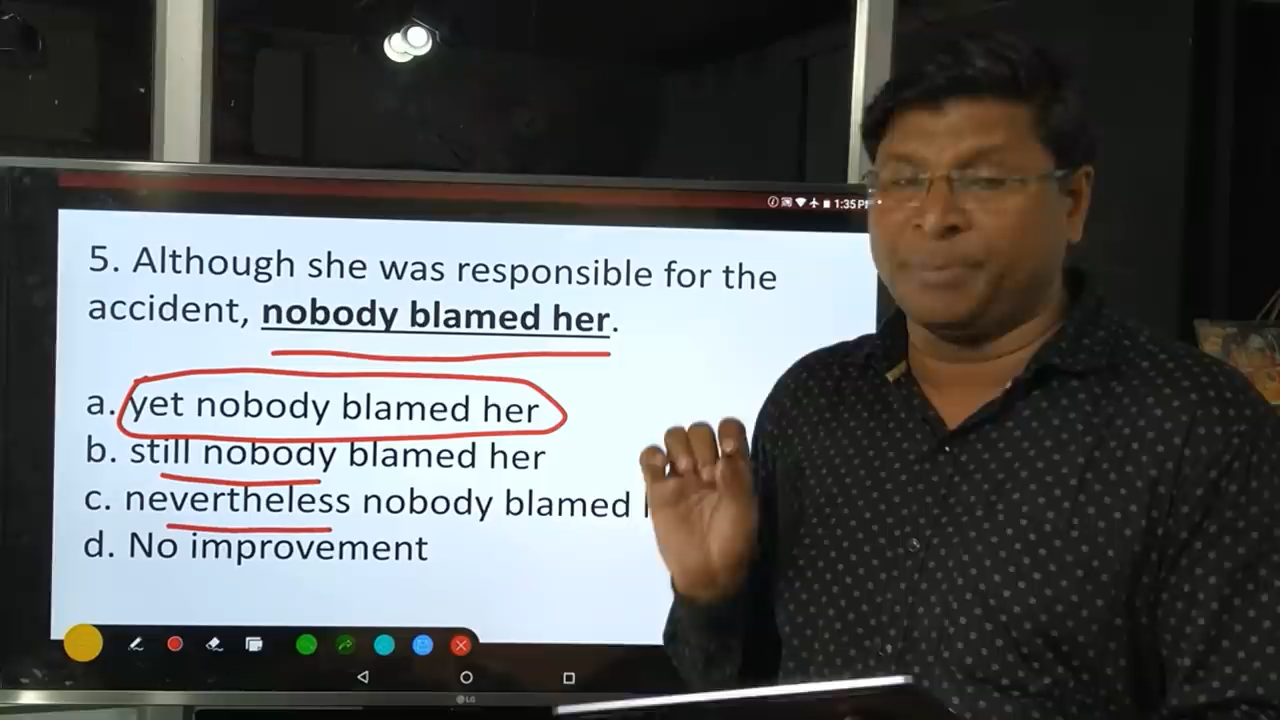 1:35 P
5. Although she was responsible for the
accident, nobody blamed her.
a. yet nobody blamed her
b. still nobody blamed her
c. nevertheless nobody blamed
d. No improvement
LG